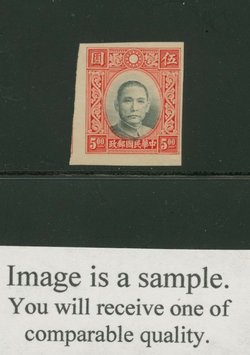 圓 伍
5.00 中華民國郵政 5.00
Image is a sample.
You will receive one of
comparable quality.